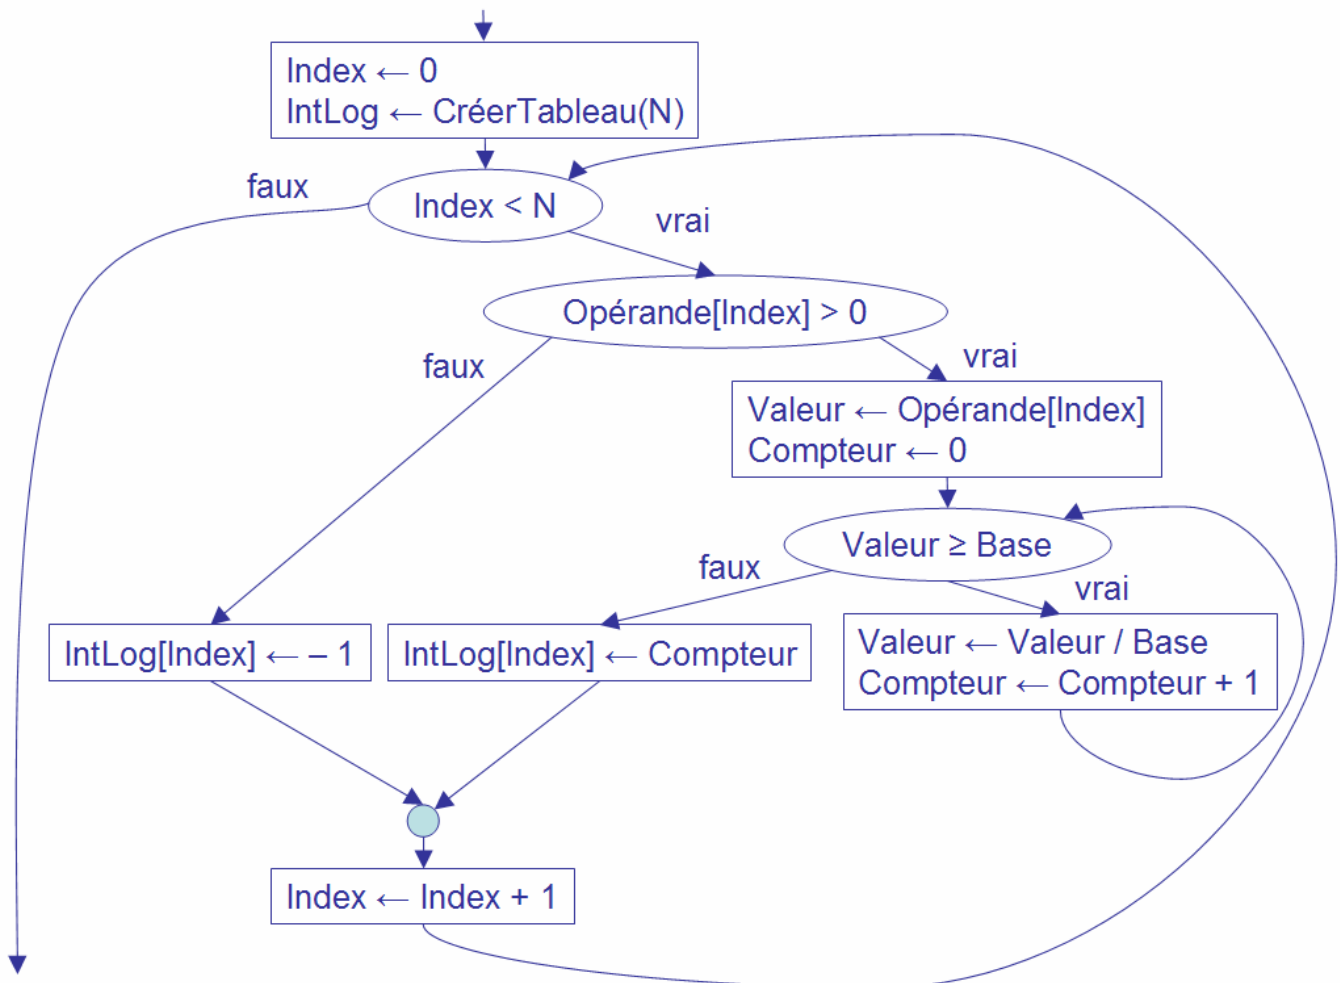 Index ← 0
IntLog ← CréerTableau(N)
faux
Index < N
vrai
Opérande[Index] > 0
faux
vrai
Valeur ← Opérande[Index]
Compteur ← 0
Valeur ≥ Base
faux
vrai
IntLog[Index] ← – 1
IntLog[Index] ← Compteur
Valeur ← Valeur / Base
Compteur ← Compteur + 1
Index ← Index + 1